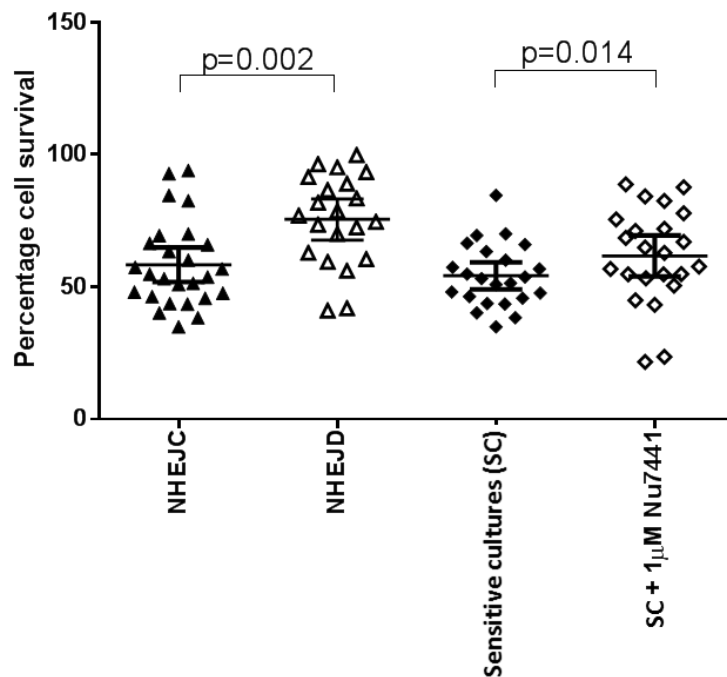 150
p=0.002
p=0.014
100
50
0
Percentage cell survival
NHEJC
NHEJD
Sensitive cultures (SC)
SC + 1μM Nu7441